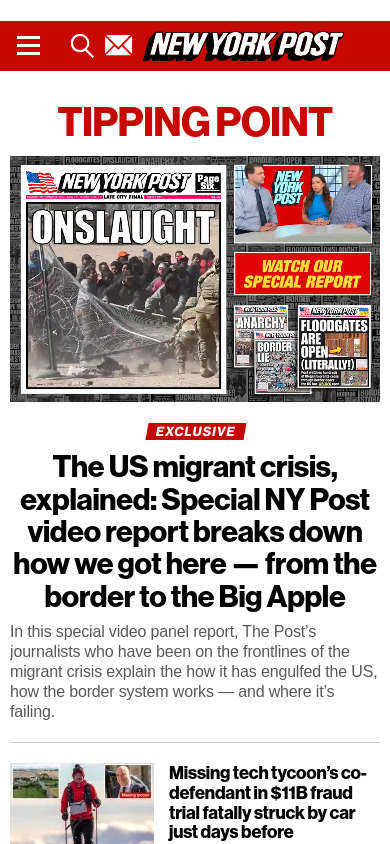 NEW YORK POST
TIPPING POINT
NEW YORK POST
Page Six
LATE CITY FINAL
ONSLAUGHT
NEW YORK POST
WATCH OUR
SPECIAL REPORT
ANARCHY
BORDER
LIE
NEW YORK POST
FLOODGATES
ARE
OPEN
(LITERALLY!)
EXCLUSIVE
The US migrant crisis,
explained: Special NY Post
video report breaks down
how we got here — from the
border to the Big Apple
In this special video panel report, The Post’s
journalists who have been on the frontlines of the
migrant crisis explain the how it has engulfed the US,
how the border system works — and where it’s
failing.
Missing tycoon
Missing tech tycoon’s co-
defendant in $11B fraud
trial fatally struck by car
just days before